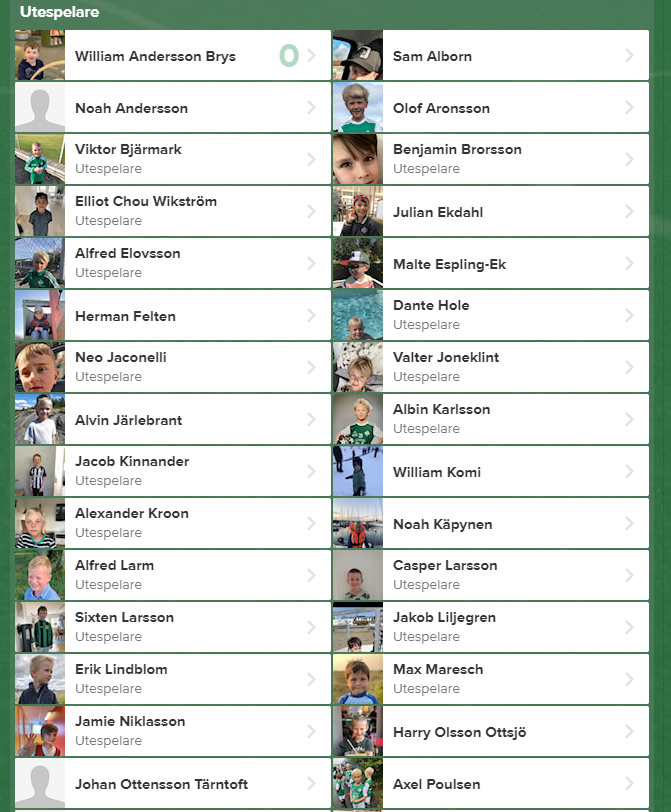 Utespelare
William Andersson Brys 0
Sam Alborn
Noah Andersson
Olof Aronsson
Viktor Bjärmark
Utespelare
Benjamin Brorsson
Utespelare
Elliot Chou Wikström
Utespelare
Julian Ekdahl
Alfred Elovsson
Utespelare
Malte Espling-Ek
Herman Felten
Dante Hole
Utespelare
Neo Jaconelli
Utespelare
Valter Joneklint
Utespelare
Alvin Järlebrant
Albin Karlsson
Utespelare
Jacob Kinnander
Utespelare
William Komi
Alexander Kroon
Utespelare
Noah Käpynen
Alfred Larm
Utespelare
Casper Larsson
Utespelare
Sixten Larsson
Utespelare
Jakob Liljegren
Utespelare
Erik Lindblom
Utespelare
Max Maresch
Utespelare
Jamie Niklasson
Utespelare
Harry Olsson Ottsjö
Johan Ottensson Tärntoft
Axel Poulsen